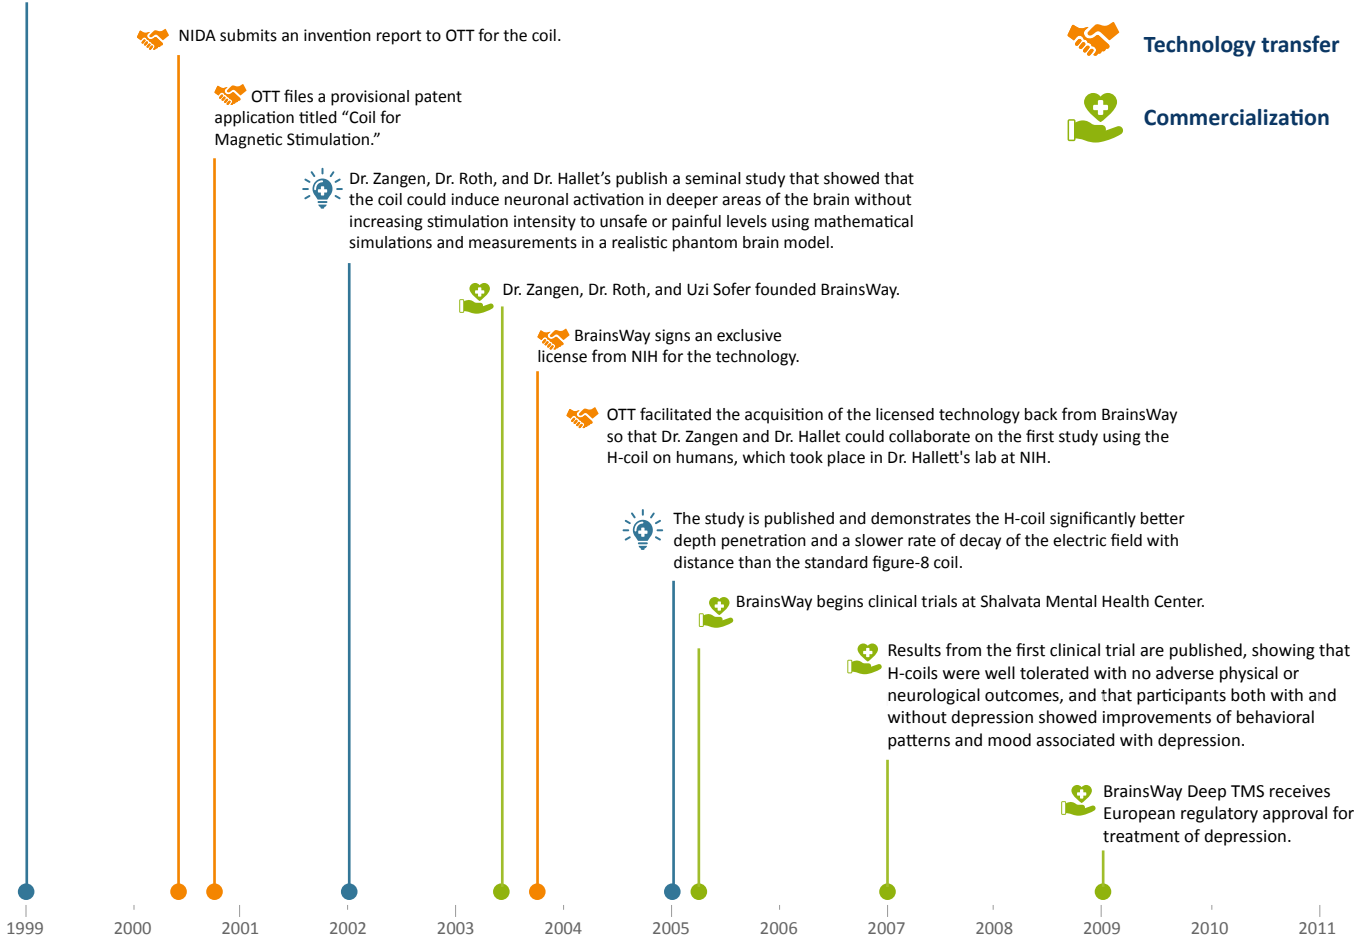 NIDA submits an invention report to OTT for the coil.
Technology transfer
OTT files a provisional patent
application titled “Coil for
Magnetic Stimulation.”
Commercialization
Dr. Zangen, Dr. Roth, and Dr. Hallet’s publish a seminal study that showed that
the coil could induce neuronal activation in deeper areas of the brain without
increasing stimulation intensity to unsafe or painful levels using mathematical
simulations and measurements in a realistic phantom brain model.
Dr. Zangen, Dr. Roth, and Uzi Sofer founded BrainsWay.
BrainsWay signs an exclusive
license from NIH for the technology.
OTT facilitated the acquisition of the licensed technology back from BrainsWay
so that Dr. Zangen and Dr. Hallet could collaborate on the first study using the
H-coil on humans, which took place in Dr. Hallett's lab at NIH.
The study is published and demonstrates the H-coil significantly better
depth penetration and a slower rate of decay of the electric field with
distance than the standard figure-8 coil.
BrainsWay begins clinical trials at Shalvata Mental Health Center.
Results from the first clinical trial are published, showing that
H-coils were well tolerated with no adverse physical or
neurological outcomes, and that participants both with and
without depression showed improvements of behavioral
patterns and mood associated with depression.
BrainsWay Deep TMS receives
European regulatory approval for
treatment of depression.
1999 2000 2001 2002 2003 2004 2005 2006 2007 2008 2009 2010 2011